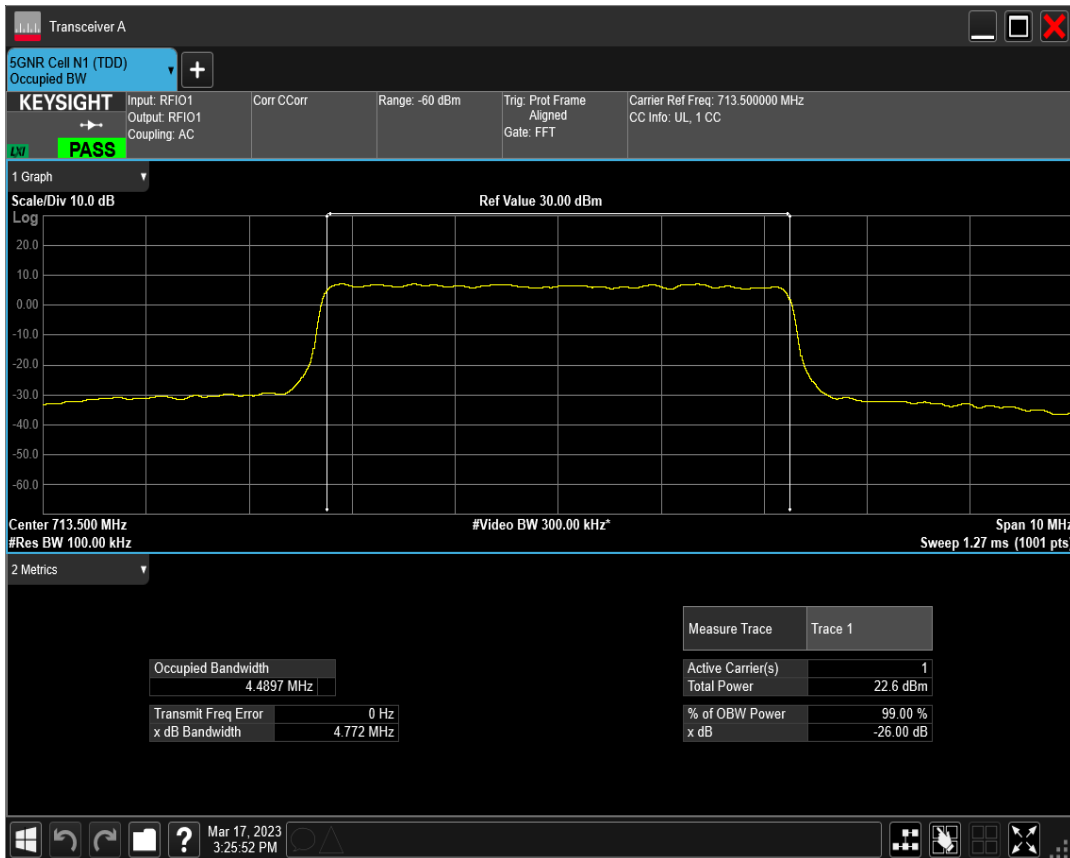 Transceiver A
5GNR Cell N1 (TDD)
Occupied BW
+
KEYSIGHT
LXI
PASS
Input: RFIO1
Output: RFIO1
Coupling: AC
Corr CCorr
Range: -60 dBm
Trig: Prot Frame
Aligned
Gate: FFT
Carrier Ref Freq: 713.500000 MHz
CC Info: UL, 1 CC
1 Graph
Scale/Div 10.0 dB
Ref Value 30.00 dBm
Log
20.0
10.0
0.00
-10.0
-20.0
-30.0
-40.0
-50.0
-60.0
Center 713.500 MHz
#Video BW 300.00 kHz*
Span 10 MHz
#Res BW 100.00 kHz
Sweep 1.27 ms (1001 pts)
2 Metrics
Measure Trace Trace 1
Occupied Bandwidth
4.4897 MHz
Active Carrier(s) 1
Total Power 22.6 dBm
Transmit Freq Error 0 Hz
x dB Bandwidth 4.772 MHz
% of OBW Power 99.00 %
x dB -26.00 dB
?
Mar 17, 2023
3:25:52 PM